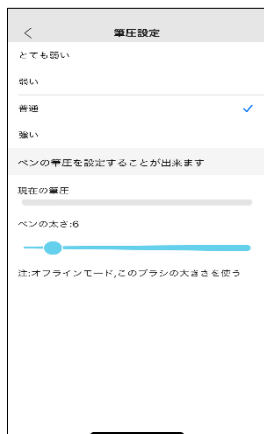 筆圧設定
とても弱い
弱い
普通
強い
ペンの筆圧を設定することが出来ます
現在の筆圧
ペンの太さ:6
注:オフラインモード,このブラシの大きさを使う